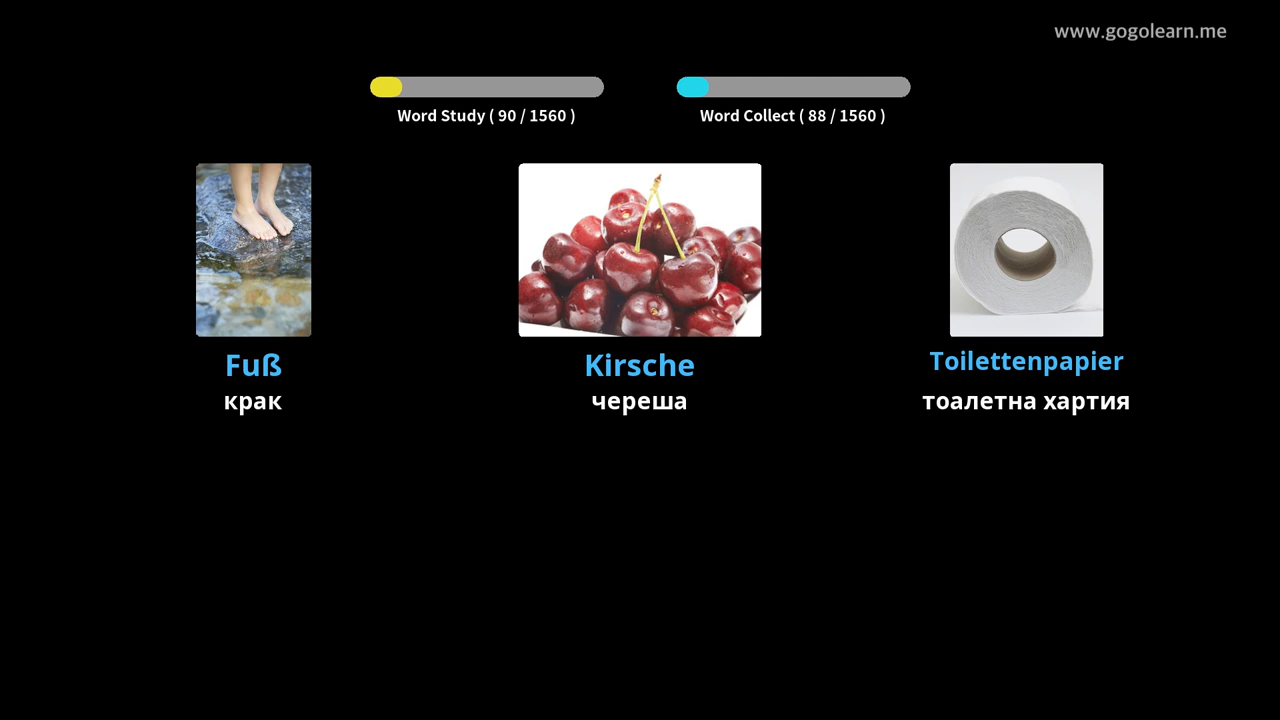 www.gogolearn.me
Word Study ( 90 / 1560 )
Word Collect ( 88 / 1560 )
Fuß
крак
Kirsche
череша
Toilettenpapier
тоалетна хартия